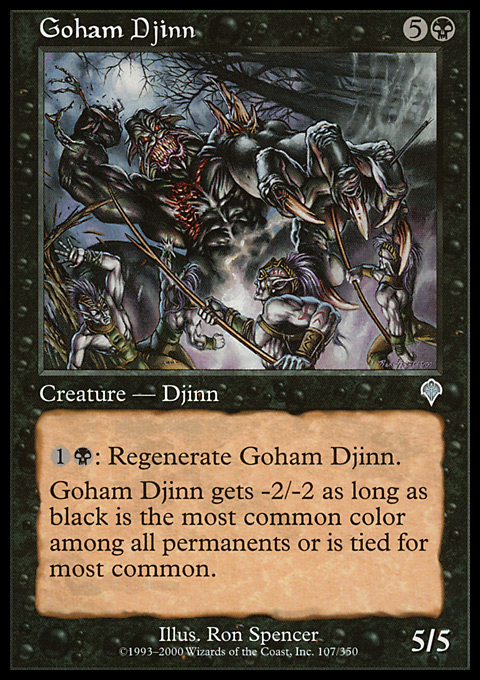 Goham Djinn 5
Creature — Djinn
1 : Regenerate Goham Djinn.
Goham Djinn gets -2/-2 as long as
black is the most common color
among all permanents or is tied for
most common.
Illus. Ron Spencer
5/5
©1993–2000 Wizards of the Coast, Inc. 107/350